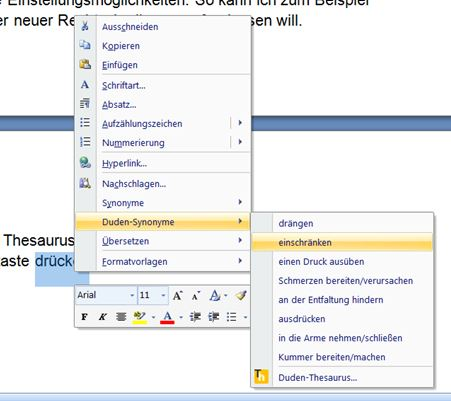 Einstellungsmöglichkeiten. So kann ich zum Beispiel
er neuer
sen will.
Ausschneiden
Kopieren
Einfügen
Schriftart...
Absatz...
Aufzählungszeichen
Nummerierung
Hyperlink...
Nachschlagen...
Synonyme
Duden-Synonyme
Übersetzen
Formatvorlagen
drängen
einschränken
einen Druck ausüben
Schmerzen bereiten/verursachen
an der Entfaltung hindern
ausdrücken
in die Arme nehmen/schließen
Kummer bereiten/machen
Duden-Thesaurus...
Thesaurus
taste drücke
Arial 11 A A A
F K ab A